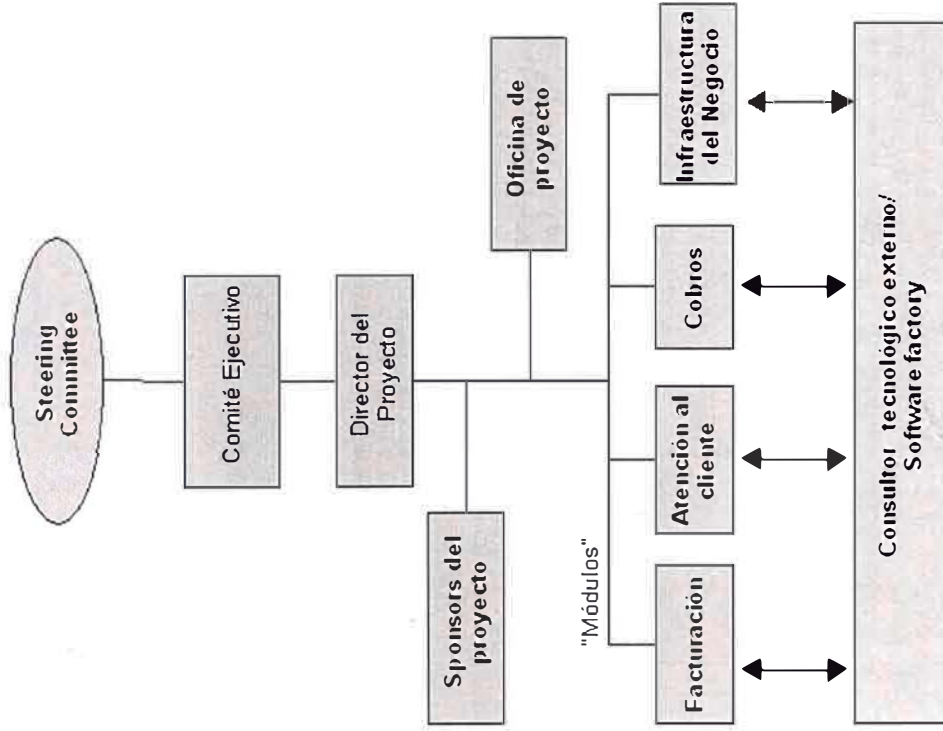 Steering
Committee
Comité Ejecutivo
Director del
Proyecto
Sponsors del
proyecto
Oficina de
proyecto
"Módulos"
Facturación
Atención al
cliente
Cobros
Infraestructura
del Negocio
Consultor tecnológico externo/
Software factory